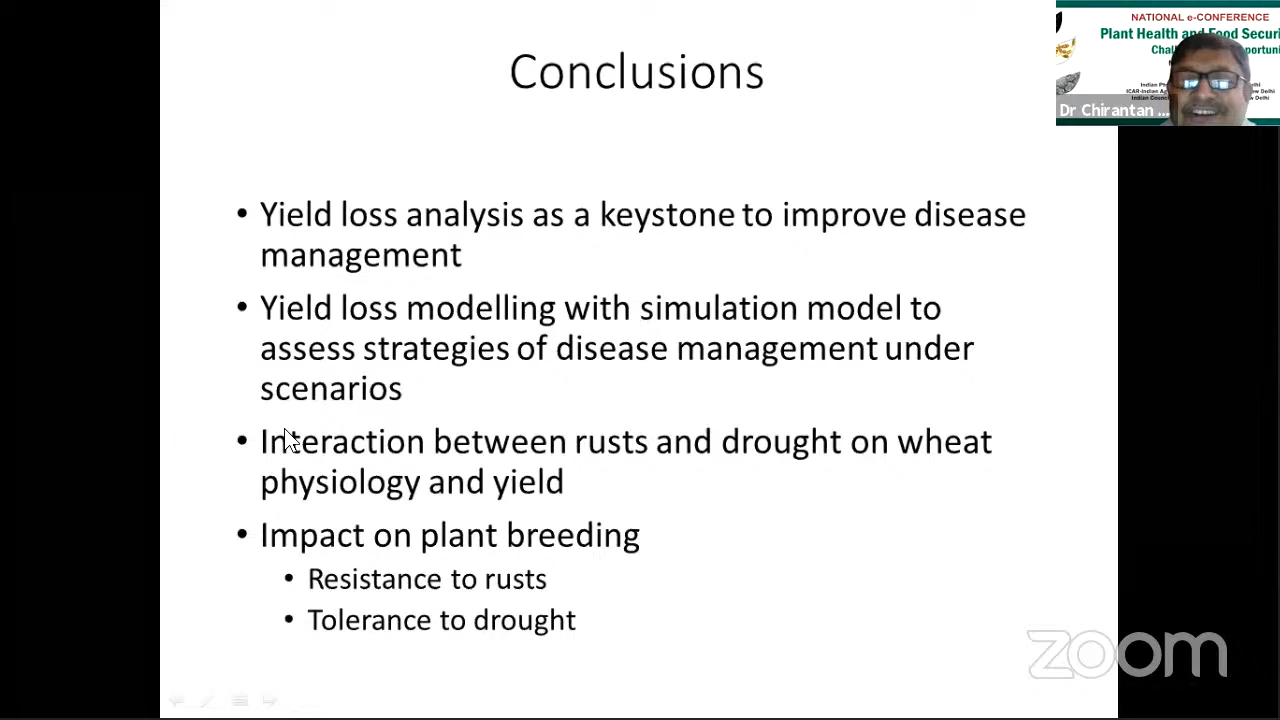 Conclusions
• Yield loss analysis as a keystone to improve disease
management
• Yield loss modelling with simulation model to
assess strategies of disease management under
scenarios
• Interaction between rusts and drought on wheat
physiology and yield
• Impact on plant breeding
• Resistance to rusts
• Tolerance to drought
NATIONAL e-CONFERENCE
Plant Health and Food Securi
Dr Chirantan ...
zoom